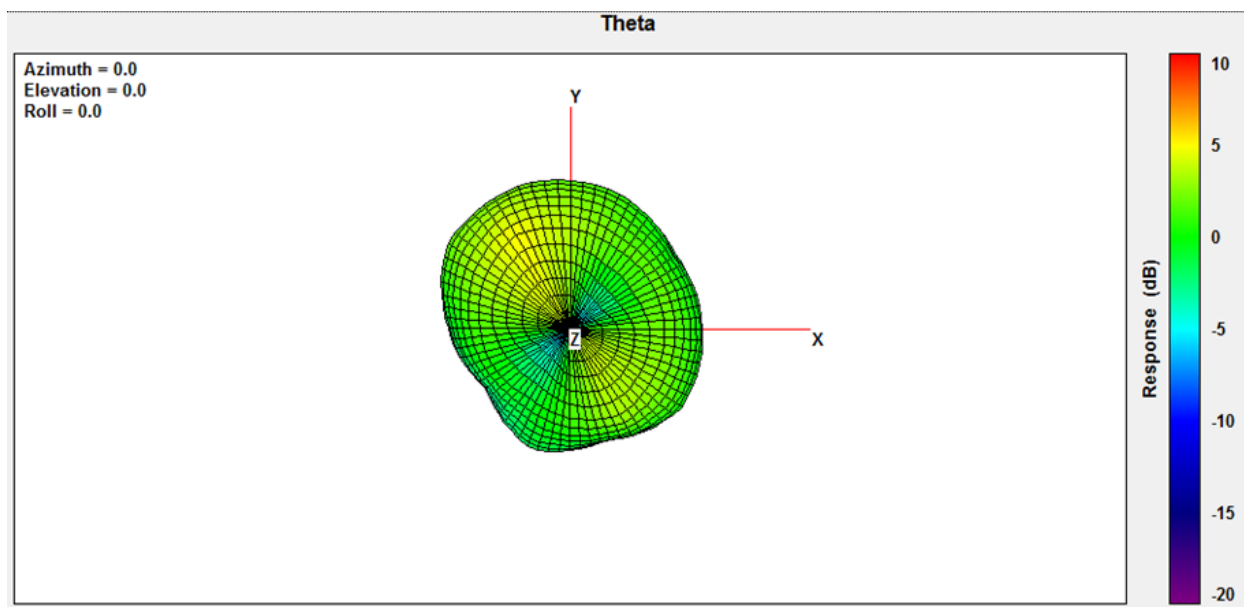 Theta
Azimuth = 0.0
Elevation = 0.0
Roll = 0.0
Y
Z
X
10
5
0
-5
-10
-15
-20
Response (dB)